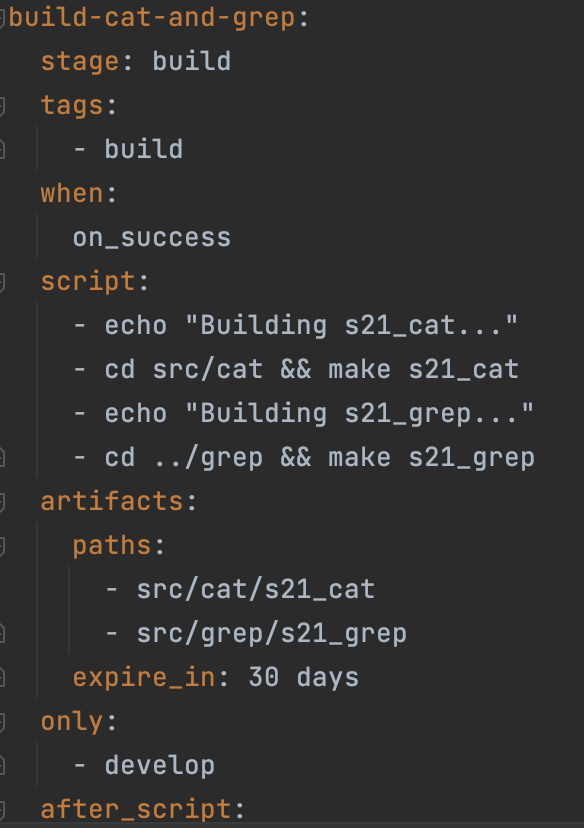 build-cat-and-grep:
  stage: build
  tags:
    - build
  when:
    on_success
  script:
    - echo "Building s21_cat..."
    - cd src/cat && make s21_cat
    - echo "Building s21_grep..."
    - cd ../grep && make s21_grep
  artifacts:
    paths:
      - src/cat/s21_cat
      - src/grep/s21_grep
    expire_in: 30 days
  only:
    - develop
  after_script: